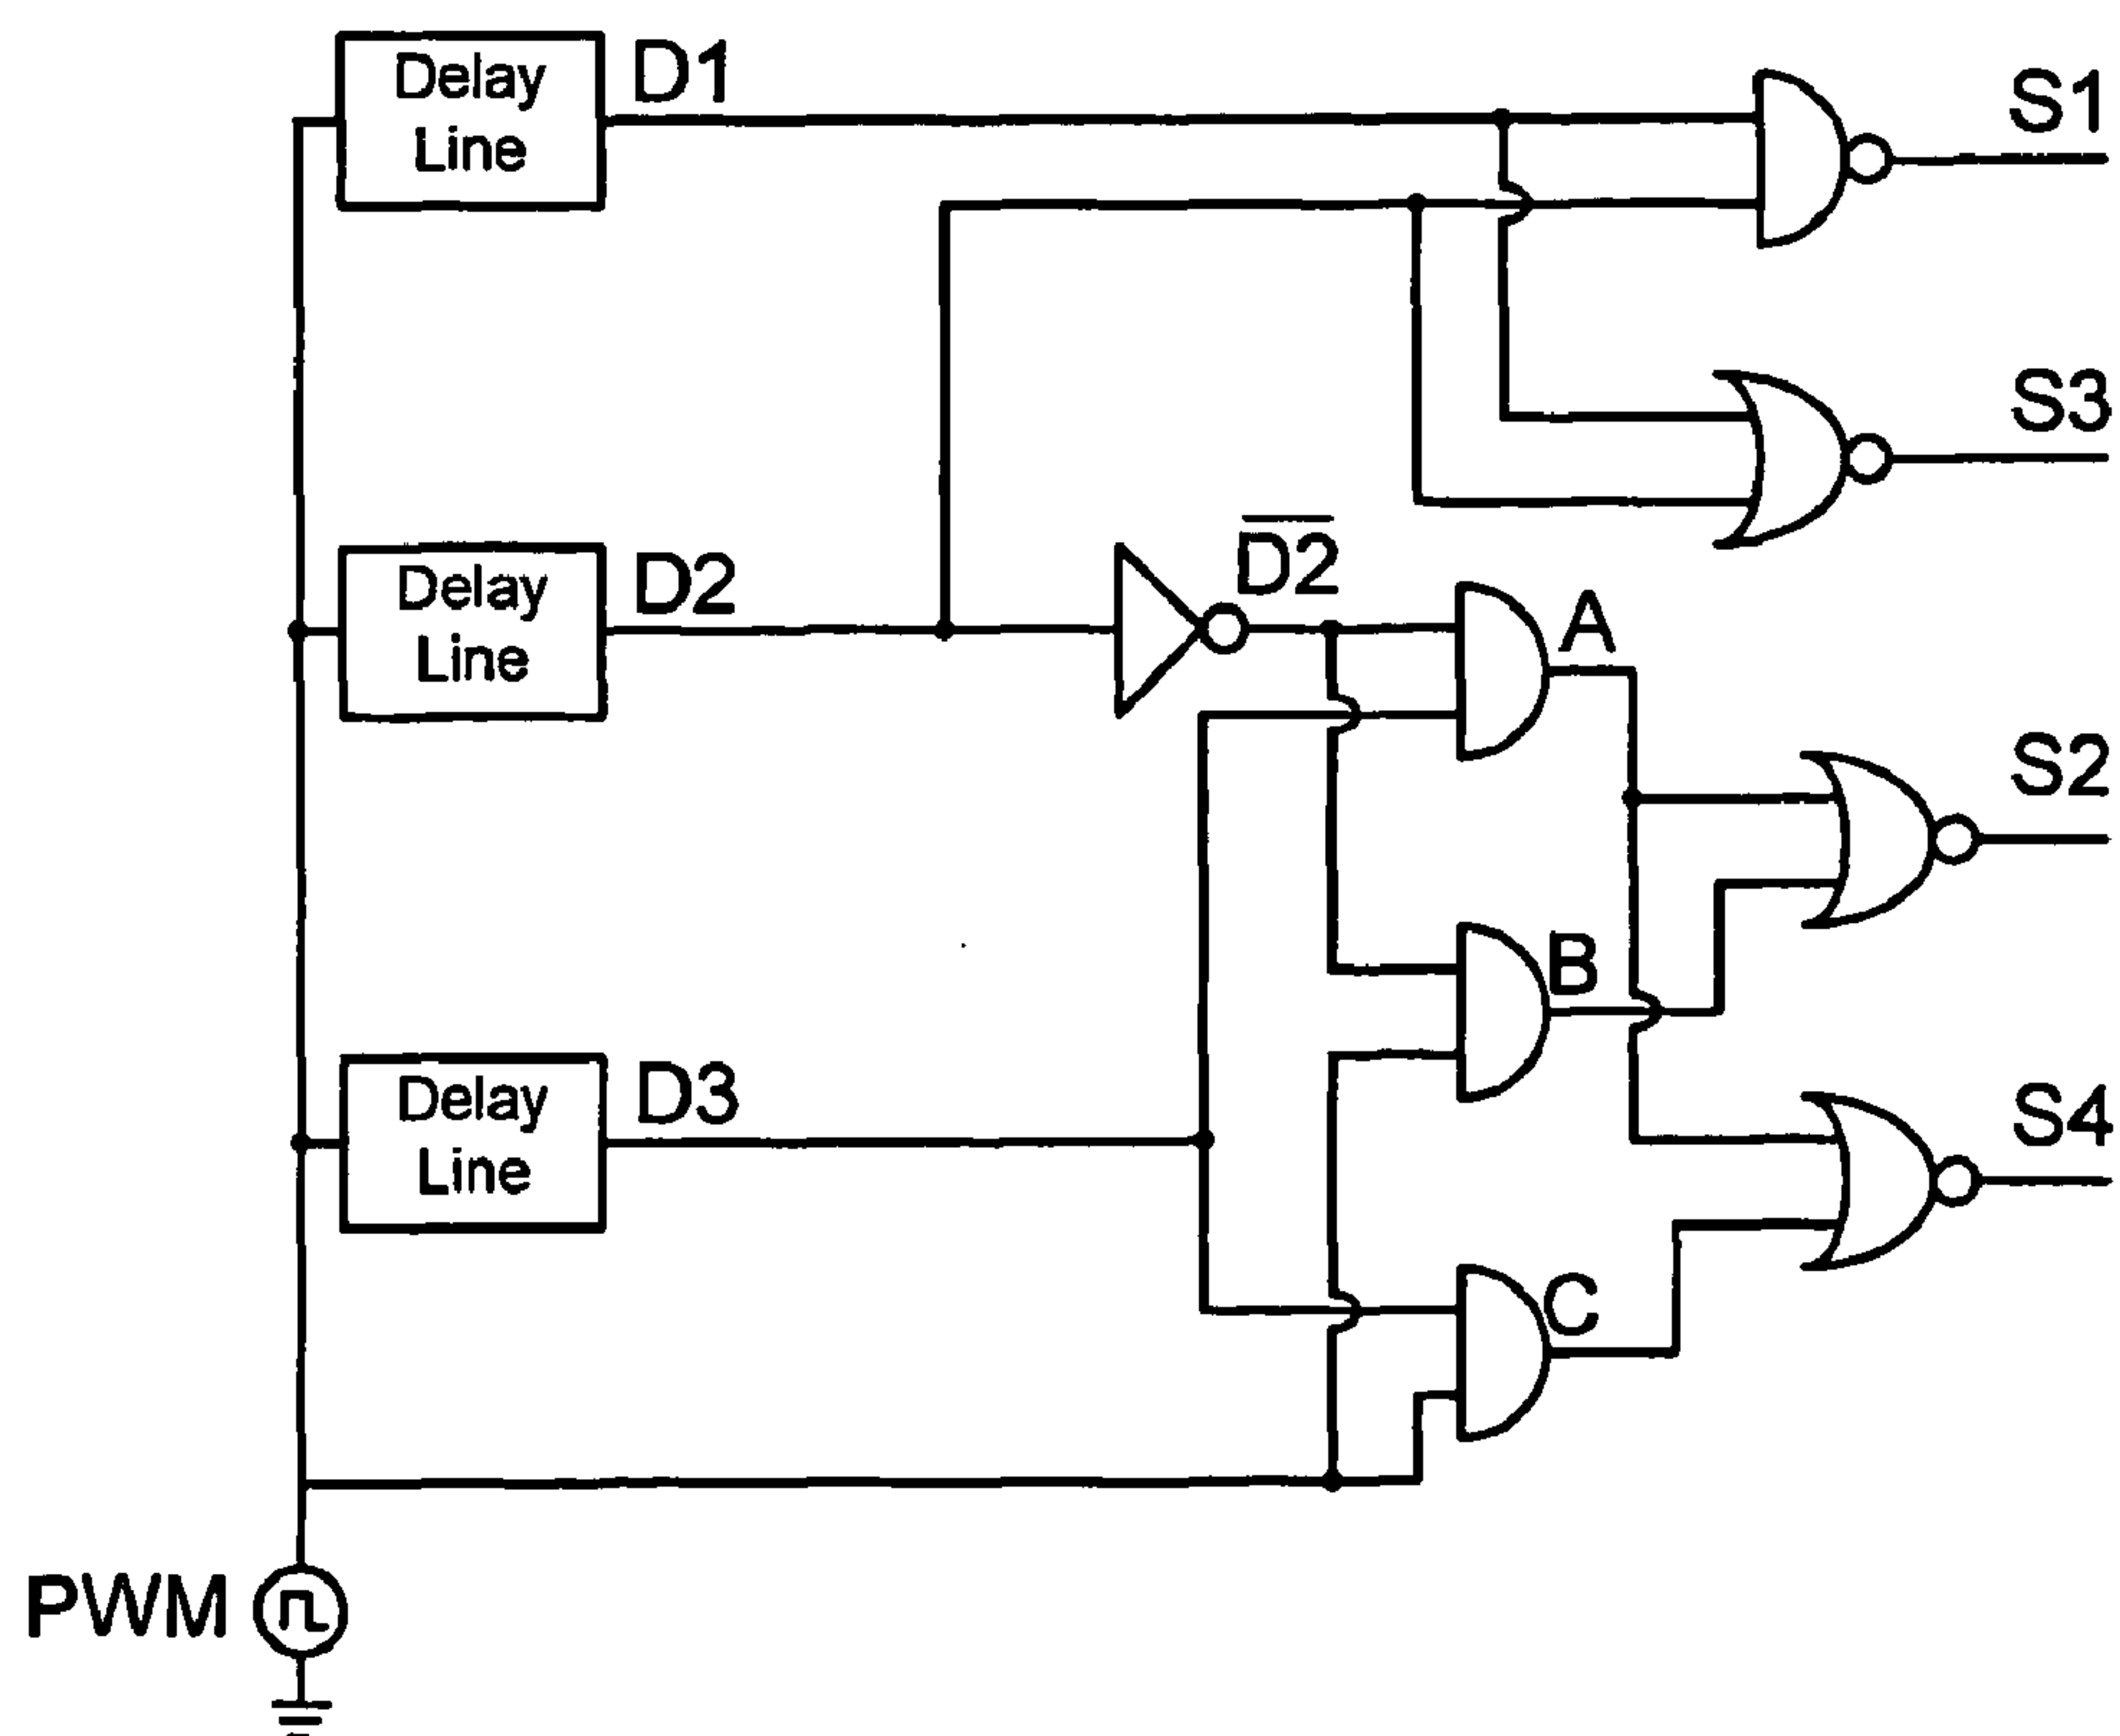 Delay
Line
D1
S1
S3
Delay
Line
D2
D2
A
S2
B
Delay
Line
D3
S4
C
PWM